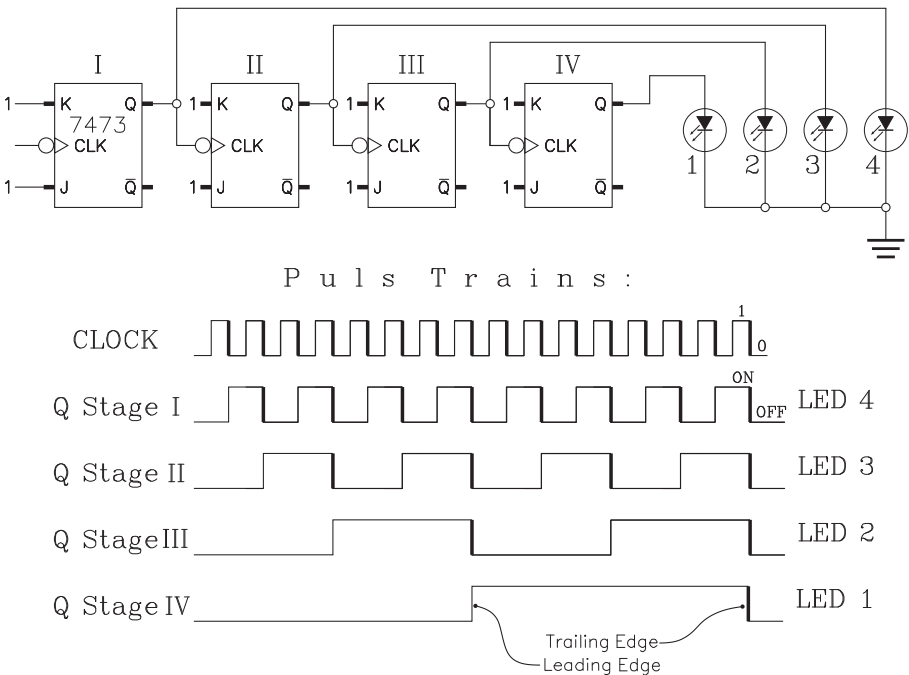 I II III IV
1 K Q 1 K Q 1 K Q 1 K Q
7473
CLK CLK CLK CLK
1 2 3 4
1 J Q̅ 1 J Q̅ 1 J Q̅ 1 J Q̅
Puls Trains:
CLOCK 1 0
Q Stage I ON OFF LED 4
Q Stage II LED 3
Q Stage III LED 2
Q Stage IV LED 1
Trailing Edge
Leading Edge